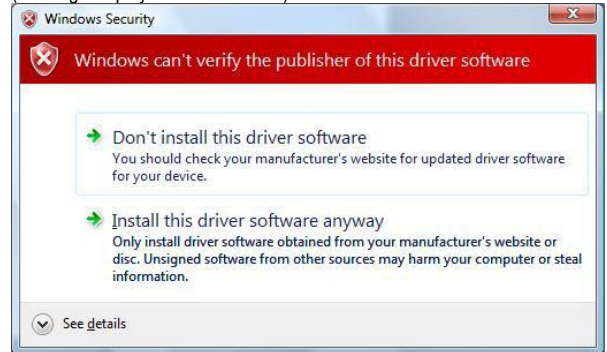 Windows Security
Windows can't verify the publisher of this driver software
Don't install this driver software
You should check your manufacturer's website for updated driver software
for your device.
Install this driver software anyway
Only install driver software obtained from your manufacturer's website or
disc. Unsigned software from other sources may harm your computer or steal
information.
See details